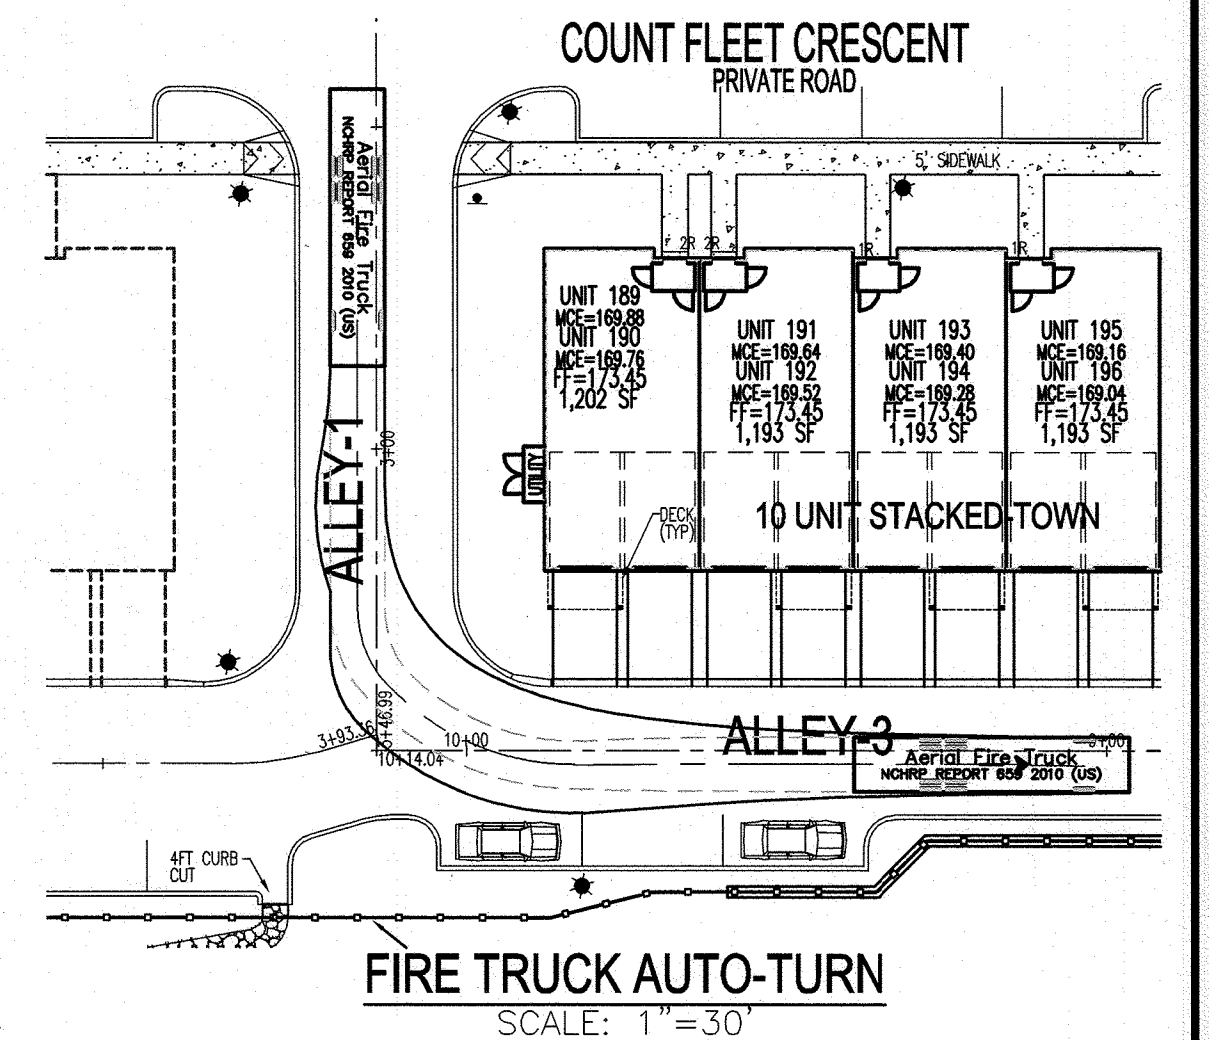 COUNT FLEET CRESCENT
PRIVATE ROAD
Aerial Fire Truck
NCHRP REPORT 659 2010 (US)
5' SIDEWALK
2R
2R
1R
1R
UNIT 189
MCE=169.88
UNIT 190
MCE=169.76
FF=173.45
1,202 SF
UNIT 191
MCE=169.64
UNIT 192
MCE=169.52
FF=173.45
1,193 SF
UNIT 193
MCE=169.40
UNIT 194
MCE=169.28
FF=173.45
1,193 SF
UNIT 195
MCE=169.16
UNIT 196
MCE=169.04
FF=173.45
1,193 SF
ALLEY-1
3+00
UTILITY
DECK
(TYP)
10 UNIT STACKED-TOWN
3+93.36
3+46.99
10+14.04
10+00
ALLEY-3
9+00
Aerial Fire Truck
NCHRP REPORT 659 2010 (US)
4FT CURB
CUT
FIRE TRUCK AUTO-TURN
SCALE: 1"=30'